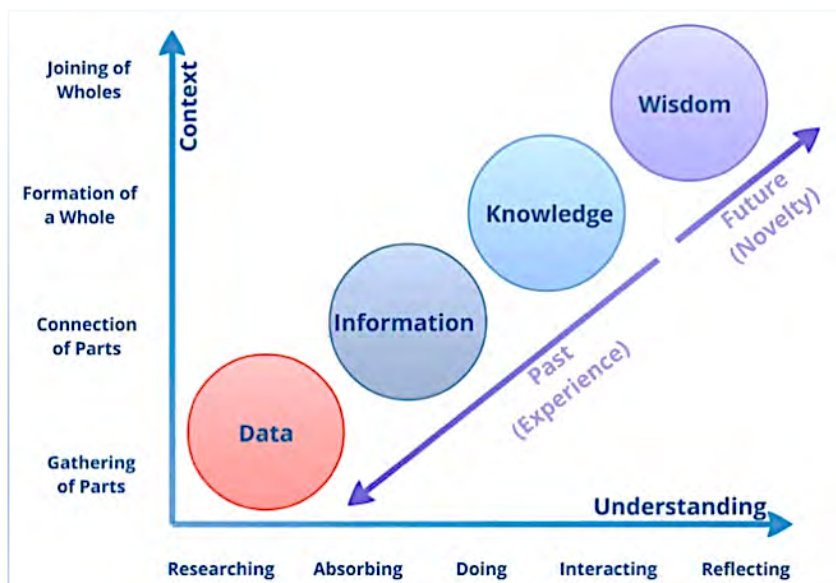 Joining of
Wholes
Context
Wisdom
Formation of
a Whole
Knowledge
Future
(Novelty)
Connection
of Parts
Information
Past
(Experience)
Data
Gathering
of Parts
Understanding
Researching Absorbing Doing Interacting Reflecting